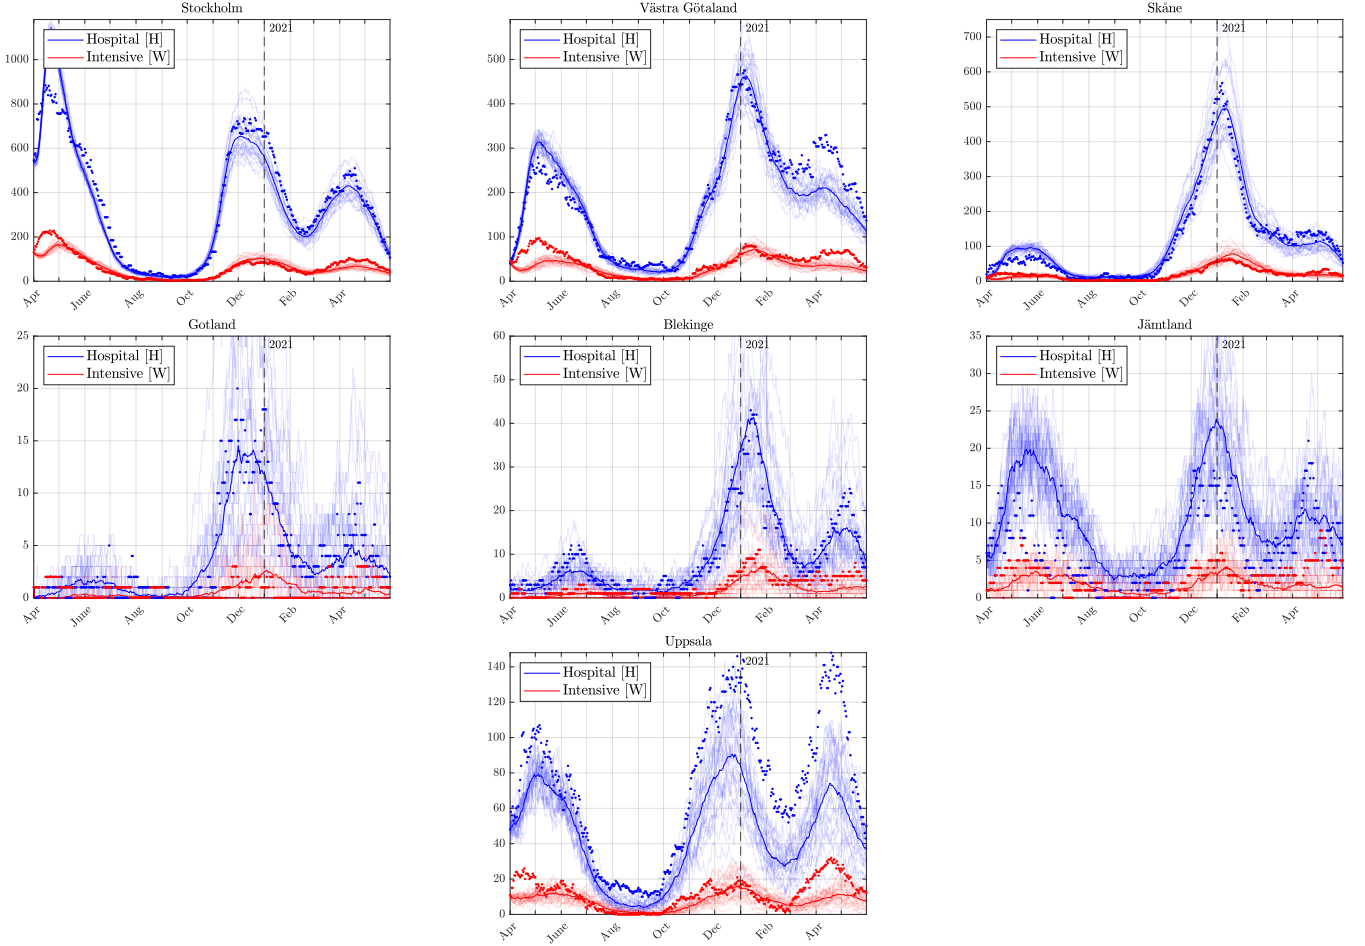 Stockholm
1000
800
600
400
200
0
Hospital [H]
Intensive [W]
2021
Apr June Aug Oct Dec Feb Apr
Västra Götaland
500
400
300
200
100
0
Hospital [H]
Intensive [W]
2021
Apr June Aug Oct Dec Feb Apr
Skåne
700
600
500
400
300
200
100
0
Hospital [H]
Intensive [W]
2021
Apr June Aug Oct Dec Feb Apr
Gotland
25
20
15
10
5
0
Hospital [H]
Intensive [W]
2021
Apr June Aug Oct Dec Feb Apr
Blekinge
60
50
40
30
20
10
0
Hospital [H]
Intensive [W]
2021
Apr June Aug Oct Dec Feb Apr
Jämtland
35
30
25
20
15
10
5
0
Hospital [H]
Intensive [W]
2021
Apr June Aug Oct Dec Feb Apr
Uppsala
140
120
100
80
60
40
20
0
Hospital [H]
Intensive [W]
2021
Apr June Aug Oct Dec Feb Apr